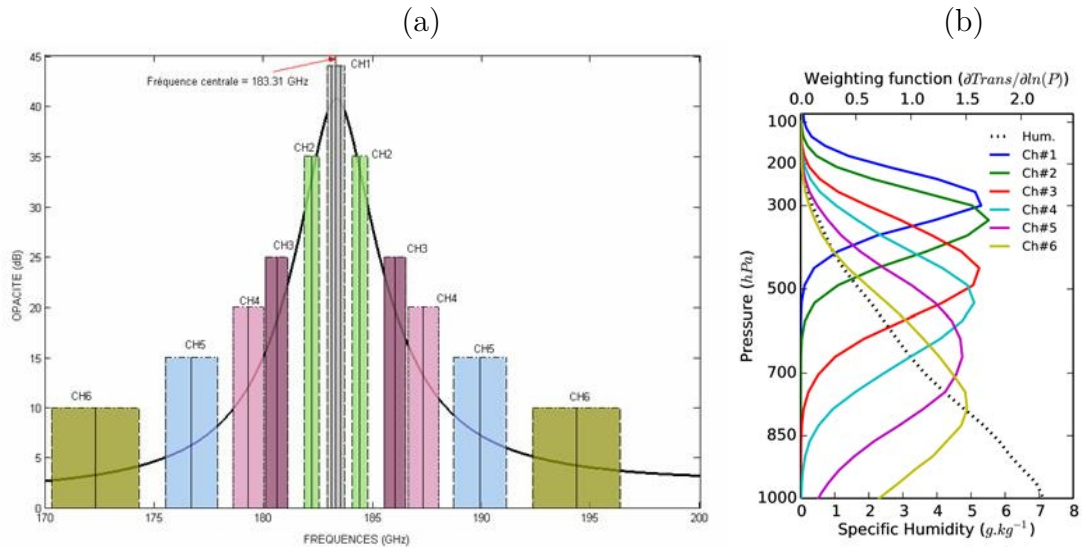 (a)
45
40
35
30
25
20
15
10
5
0
OPACITE (dB)
Fréquence centrale = 183.31 GHz
CH1
CH2
CH2
CH3
CH3
CH4
CH4
CH5
CH5
CH6
CH6
170
175
180
185
190
195
200
FREQUENCES (GHz)
(b)
Weighting function (∂Trans/∂ln(P))
0.0 0.5 1.0 1.5 2.0
100
200
300
500
700
850
1000
Pressure (hPa)
Hum.
Ch#1
Ch#2
Ch#3
Ch#4
Ch#5
Ch#6
0 1 2 3 4 5 6 7 8
Specific Humidity (g.kg⁻¹)